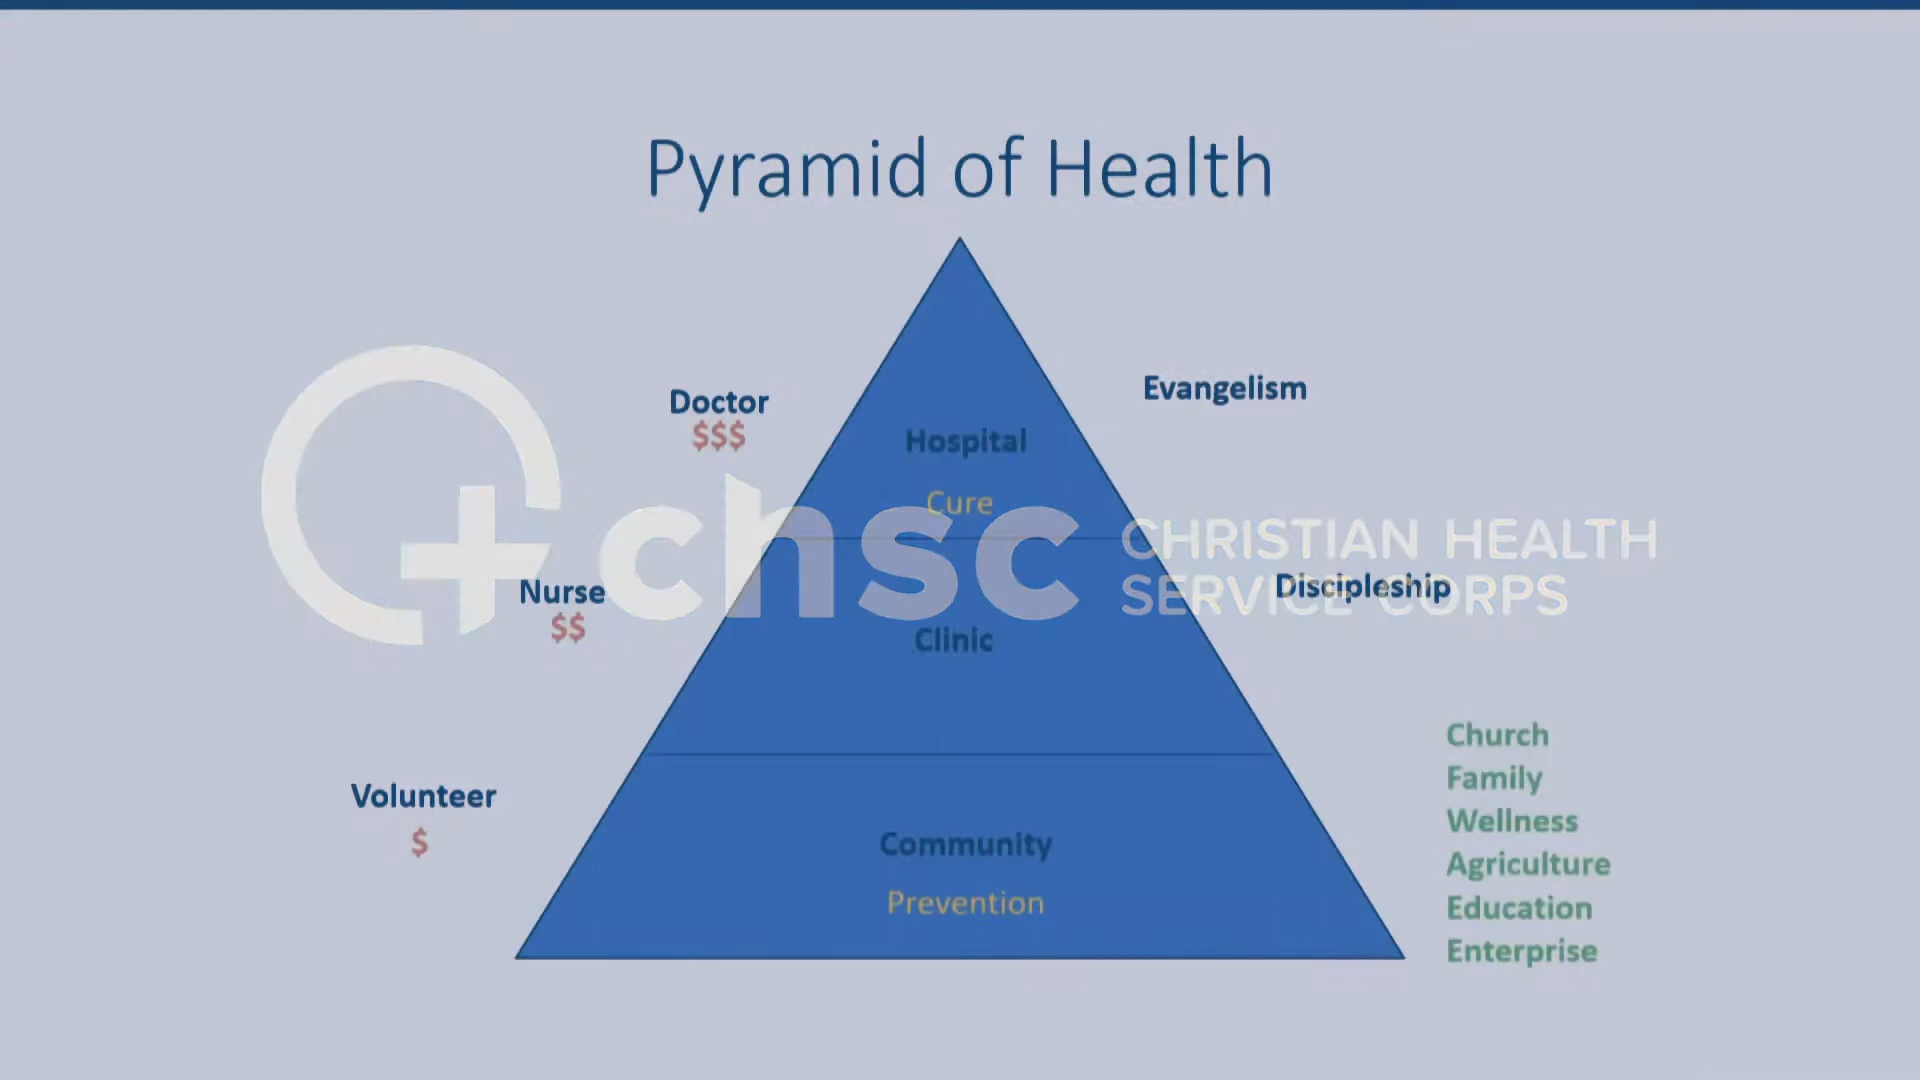 Pyramid of Health
Doctor
$$$
Evangelism
Hospital
Cure
chsc
CHRISTIAN HEALTH
SERVICE CORPS
Nurse
$$
Discipleship
Clinic
Volunteer
$
Community
Prevention
Church
Family
Wellness
Agriculture
Education
Enterprise